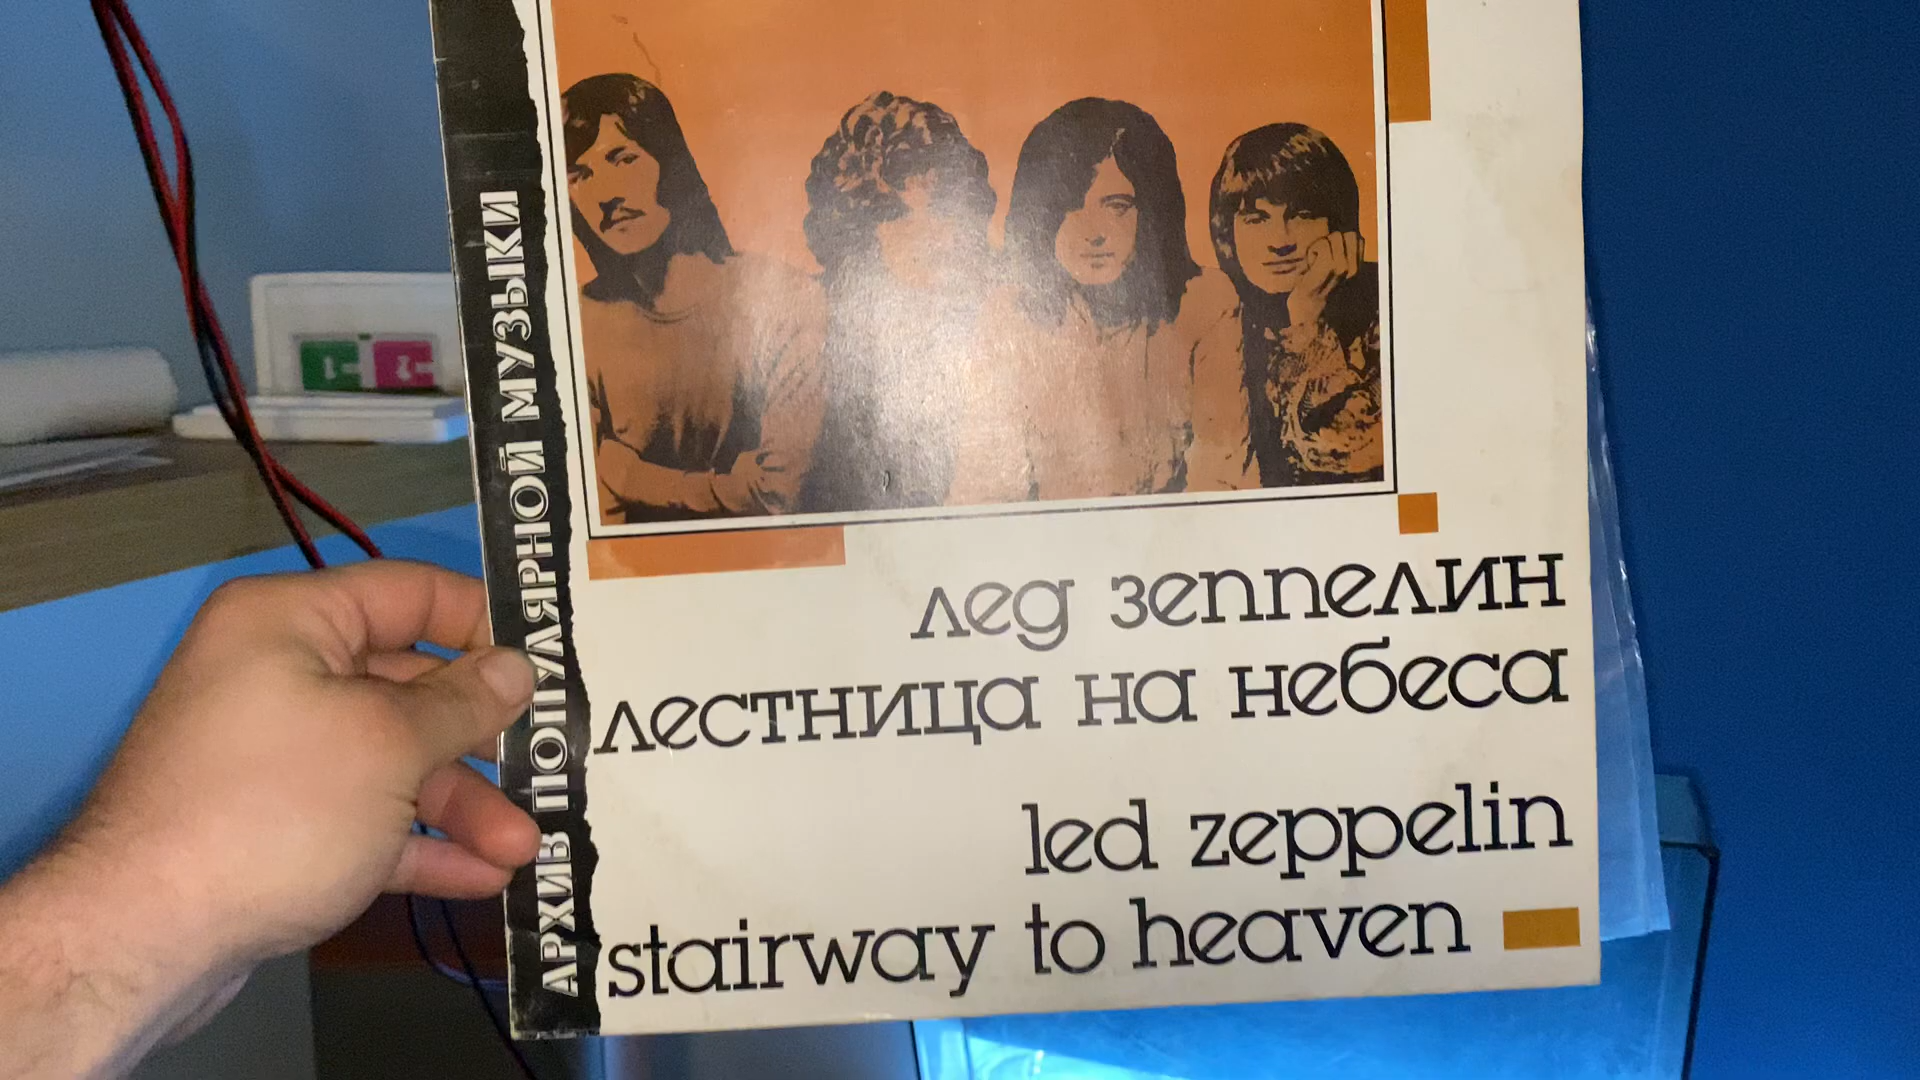 АРХИВ ПОПУЛЯРНОЙ МУЗЫКИ
лед зеппелин
лестница на небеса
led zeppelin
stairway to heaven